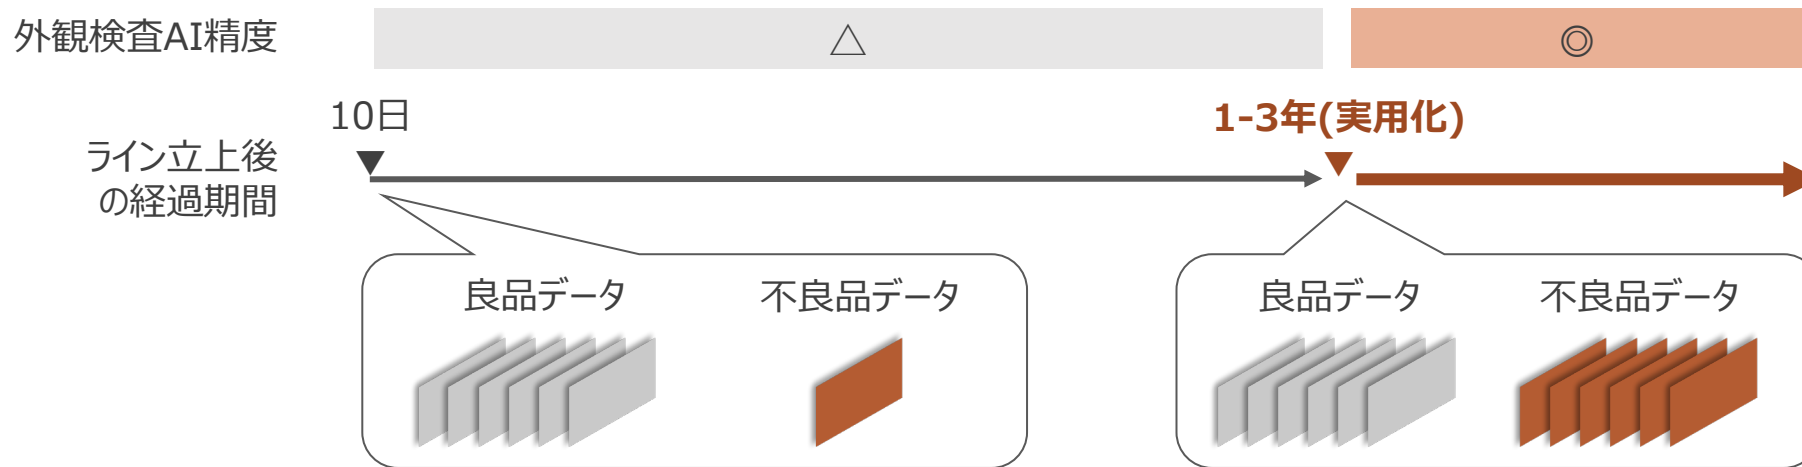 外観検査AI精度
△
◎
10日
1-3年(実用化)
ライン立上後
の経過期間
良品データ
不良品データ
良品データ
不良品データ